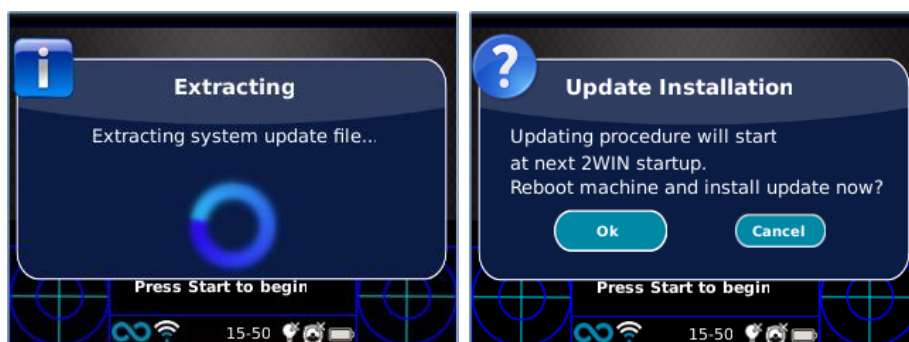 Extracting
Extracting system update file...
Press Start to begin
15-50
Update Installation
Updating procedure will start
at next 2WIN startup.
Reboot machine and install update now?
Ok
Cancel
Press Start to begin
15-50